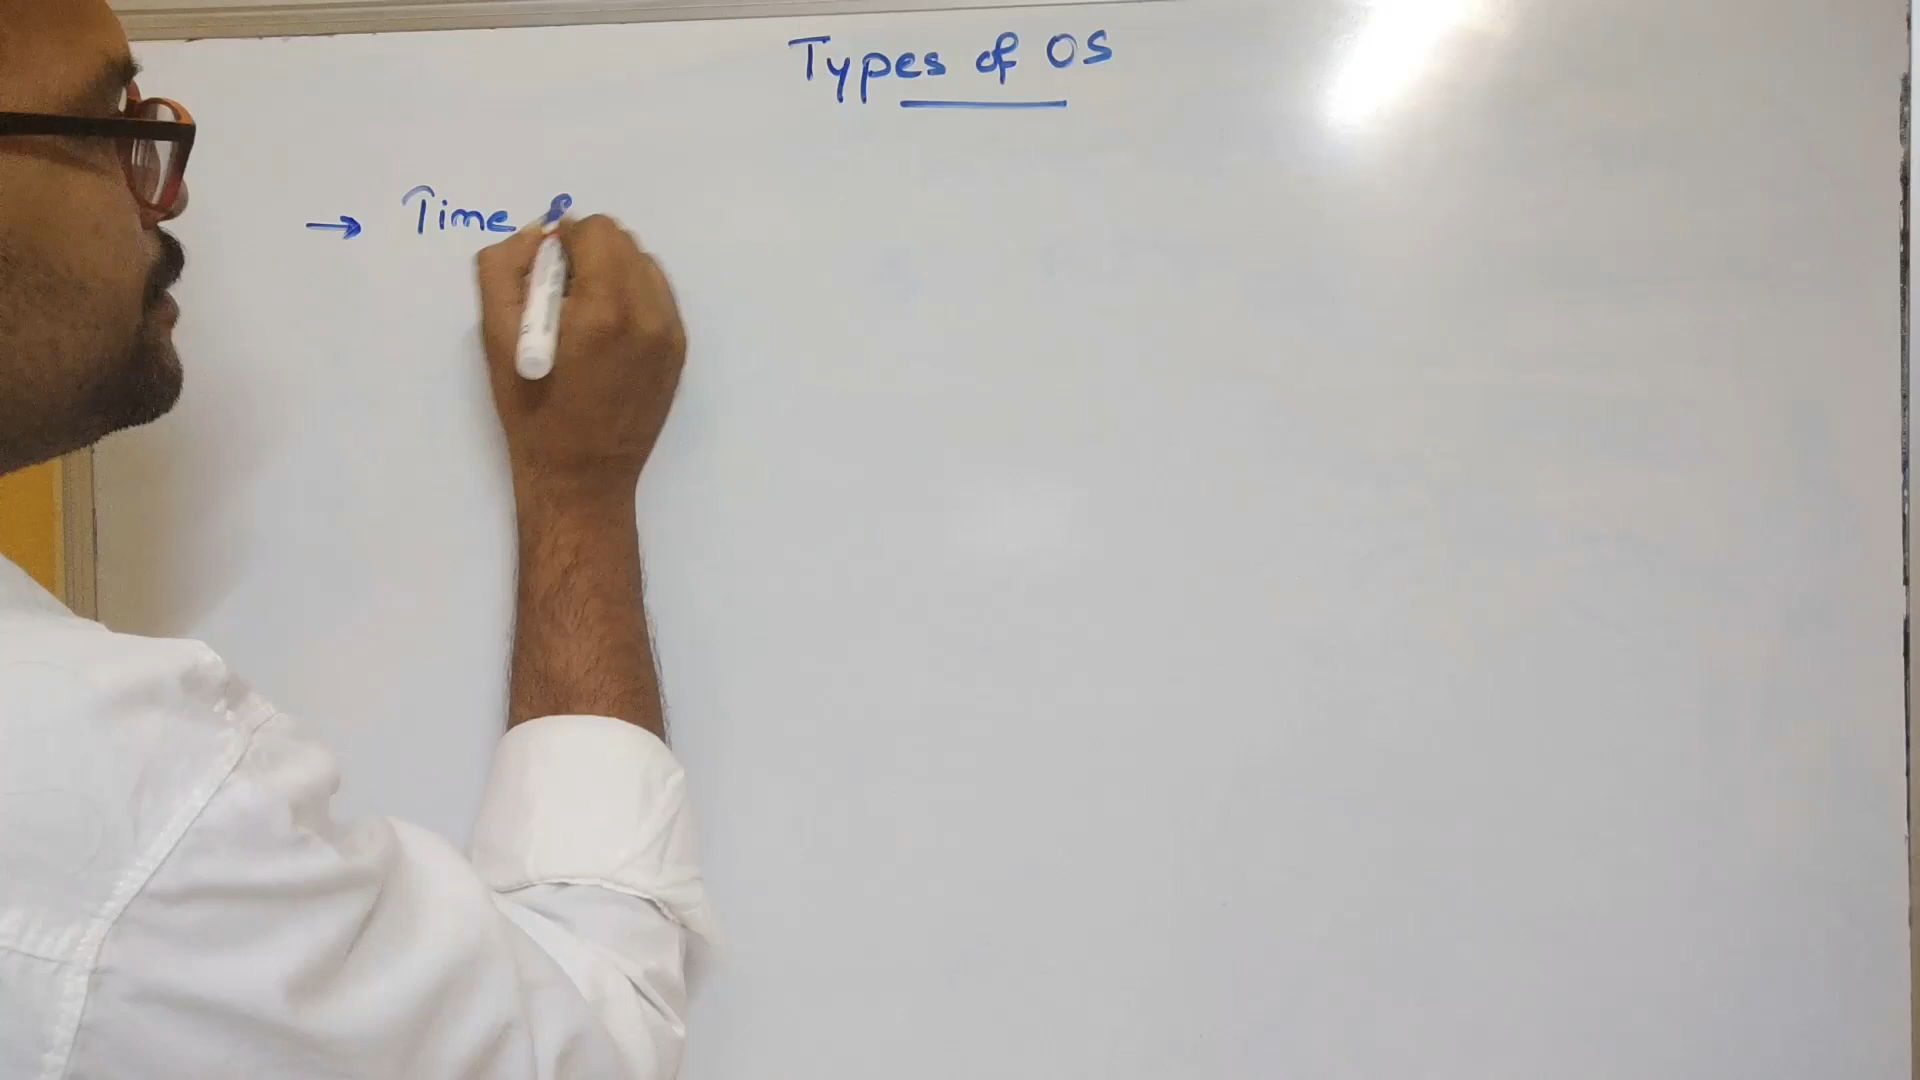 Types of OS
→ Time